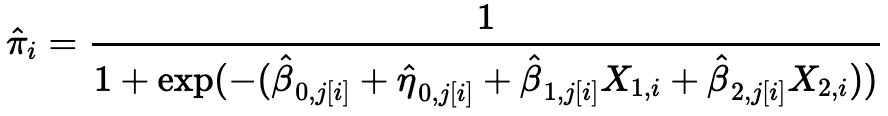 π̂ᵢ = 1 / (1 + exp(−(β̂₀,ⱼ[ᵢ] + η̂₀,ⱼ[ᵢ] + β̂₁,ⱼ[ᵢ]X₁,ᵢ + β̂₂,ⱼ[ᵢ]X₂,ᵢ)))